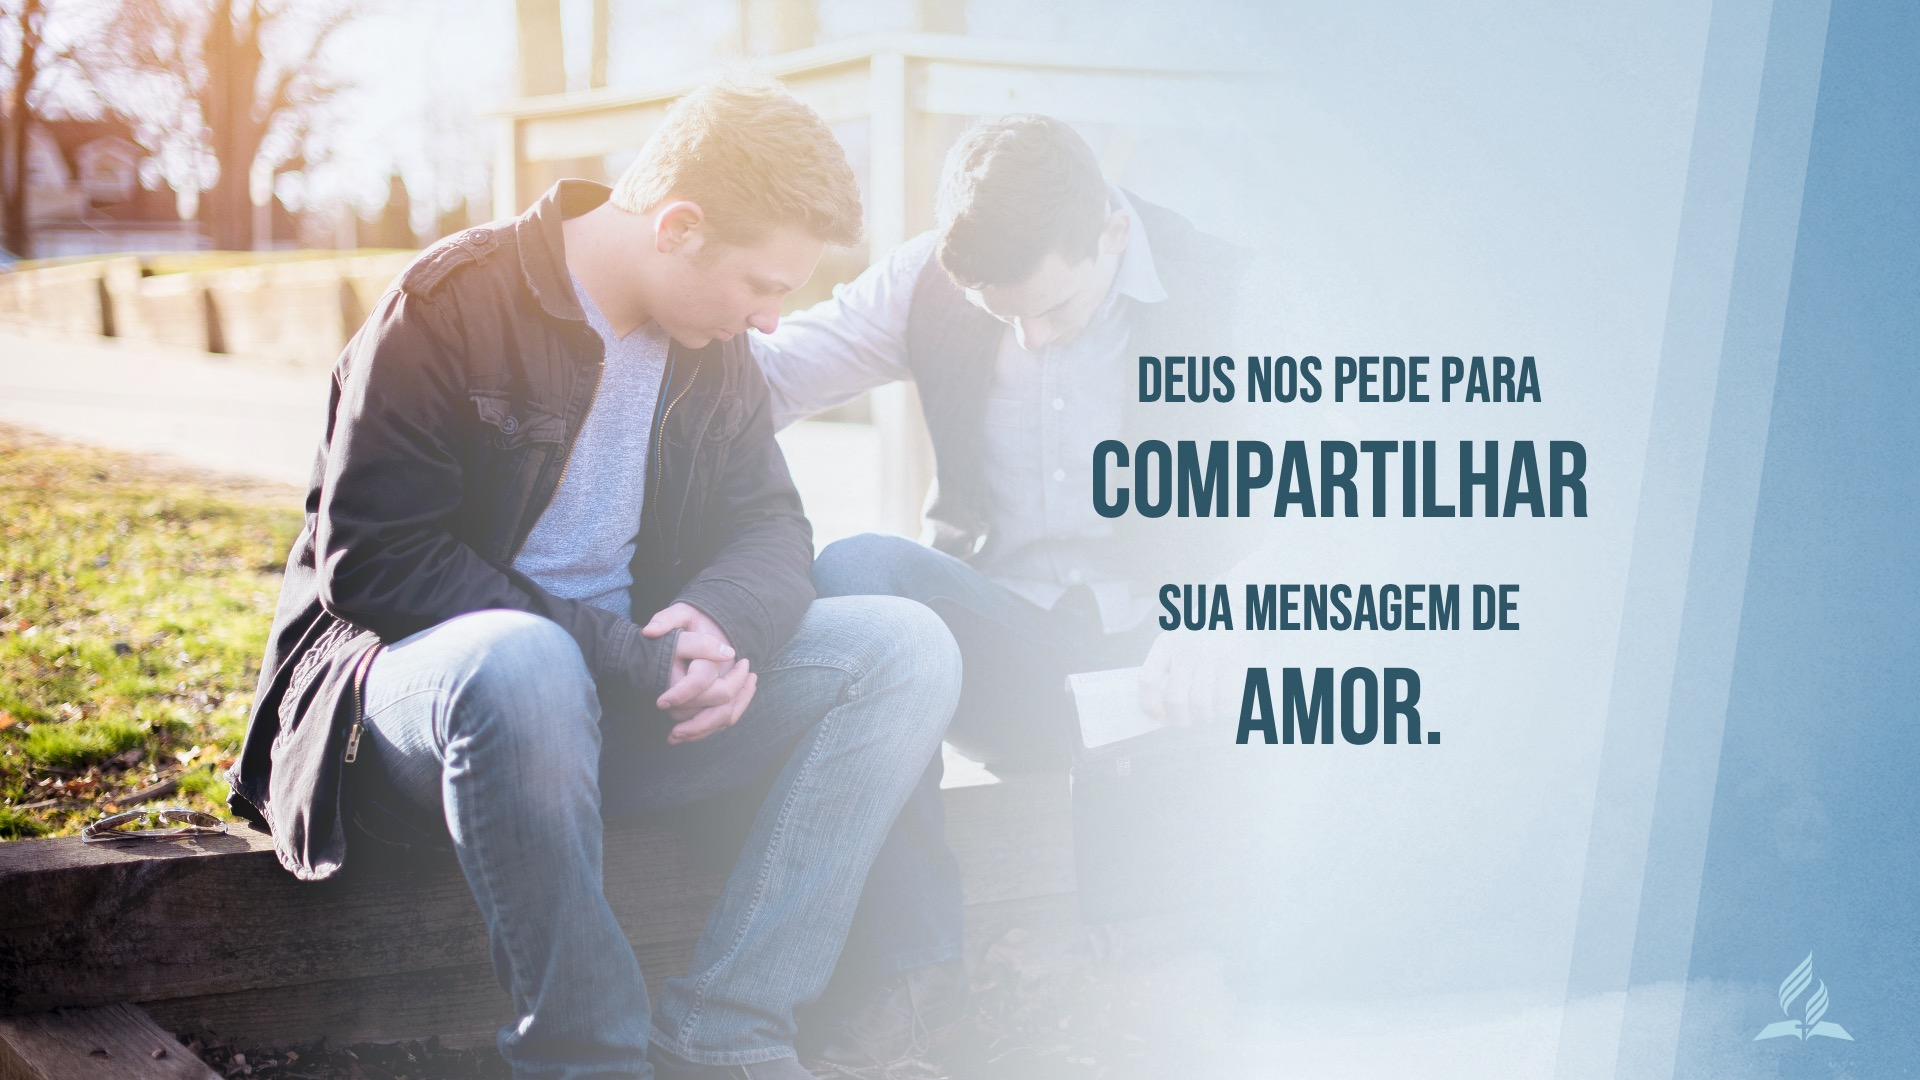 DEUS NOS PEDE PARA
COMPARTILHAR
SUA MENSAGEM DE
AMOR.